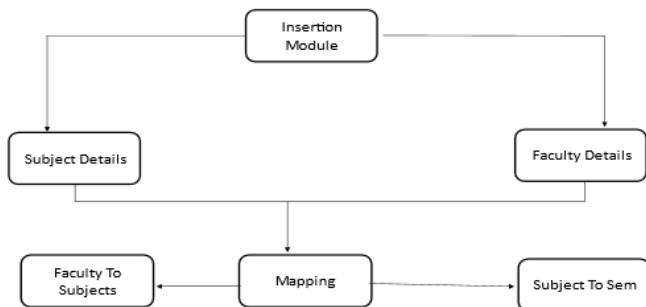 Insertion
Module
Subject Details
Faculty Details
Faculty To
Subjects
Mapping
Subject To Sem